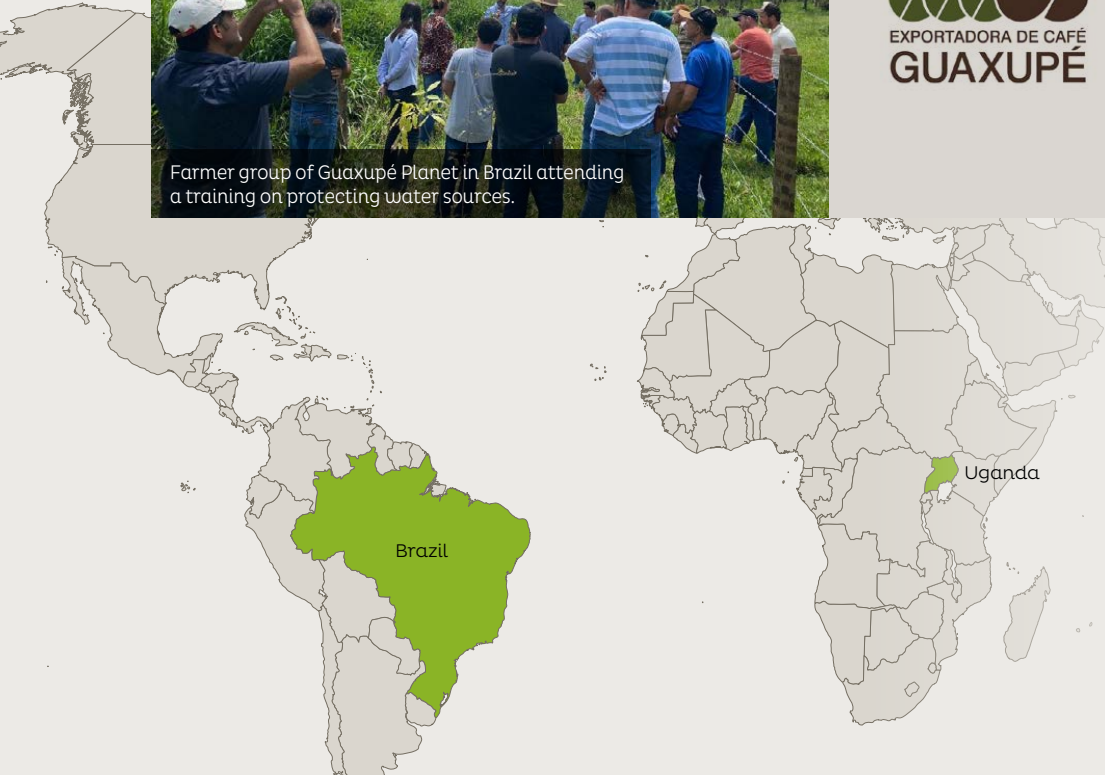 EXPORTADORA DE CAFÉ
GUAXUPÉ
Farmer group of Guaxupé Planet in Brazil attending
a training on protecting water sources.
Uganda
Brazil